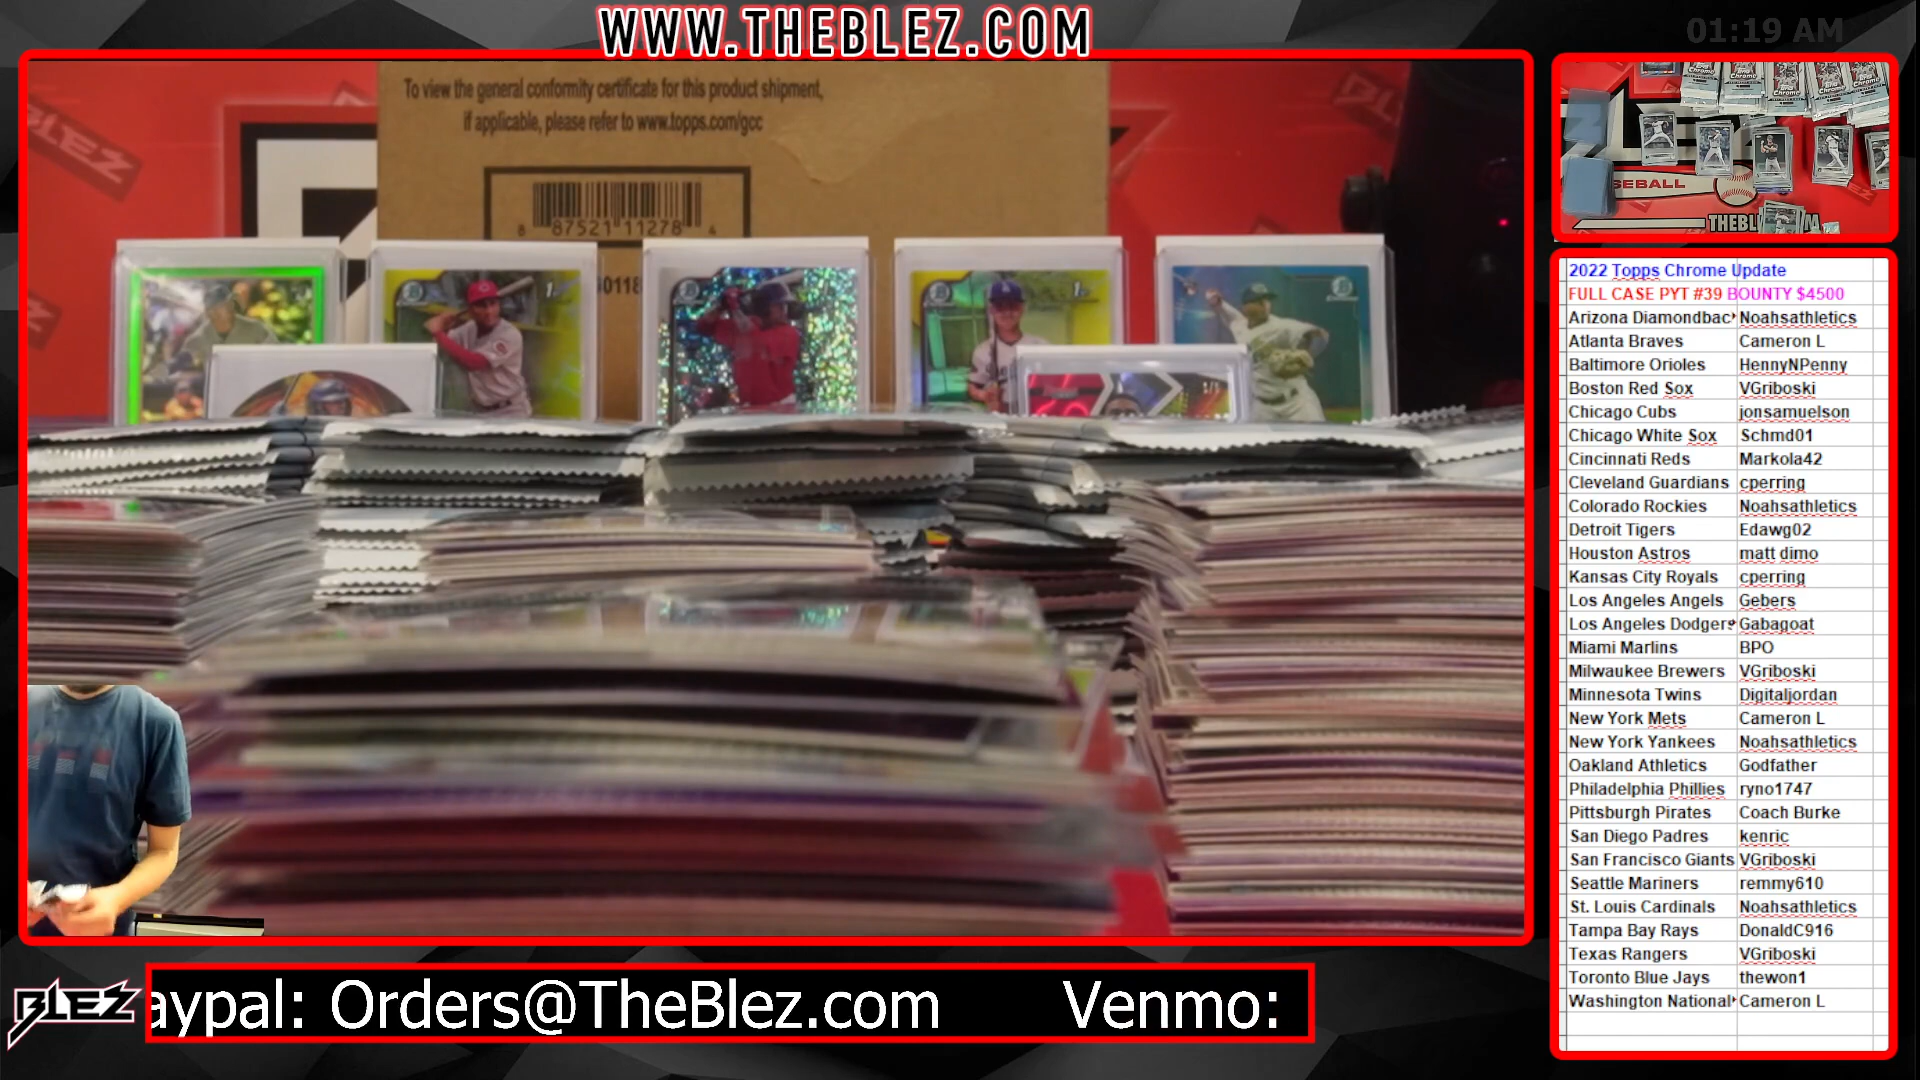 WWW.THEBLEZ.COM
01:19 AM
To view the general conformity certificate for this product shipment,
if applicable, please refer to www.topps.com/gcc
8 87521 11278 4
BASEBALL
2022 Topps Chrome Update
FULL CASE PYT #39 BOUNTY $4500
Arizona Diamondbac Noahsathletics
Atlanta Braves Cameron L
Baltimore Orioles HennyNPenny
Boston Red Sox VGriboski
Chicago Cubs jonsamuelson
Chicago White Sox Schmd01
Cincinnati Reds Markola42
Cleveland Guardians cperring
Colorado Rockies Noahsathletics
Detroit Tigers Edawg02
Houston Astros matt dimo
Kansas City Royals cperring
Los Angeles Angels Gebers
Los Angeles Dodgers Gabagoat
Miami Marlins BPO
Milwaukee Brewers VGriboski
Minnesota Twins Digitaljordan
New York Mets Cameron L
New York Yankees Noahsathletics
Oakland Athletics Godfather
Philadelphia Phillies ryno1747
Pittsburgh Pirates Coach Burke
San Diego Padres kenric
San Francisco Giants VGriboski
Seattle Mariners remmy610
St. Louis Cardinals Noahsathletics
Tampa Bay Rays DonaldC916
Texas Rangers VGriboski
Toronto Blue Jays thewon1
Washington National Cameron L
BLEZ
aypal: Orders@TheBlez.com Venmo: